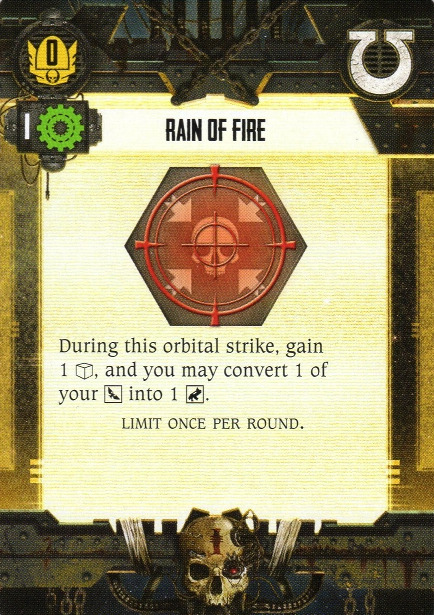 0
I
RAIN OF FIRE
During this orbital strike, gain
1 , and you may convert 1 of
your into 1 .
LIMIT ONCE PER ROUND.
I